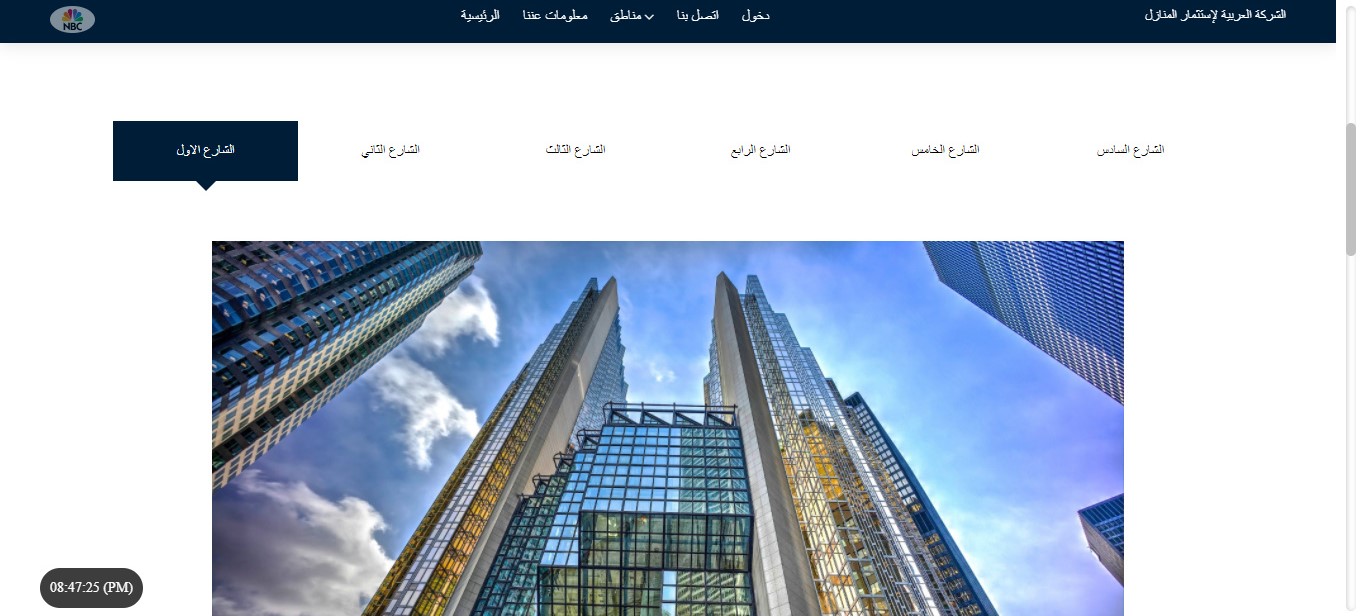 الشركة العربية لإستثمار المنازل
دخول
اتصل بنا
مناطق
معلومات عننا
الرئيسية
NBC
الشارع السادس
الشارع الخامس
الشارع الرابع
الشارع الثالث
الشارع الثاني
الشارع الاول
08:47:25 (PM)